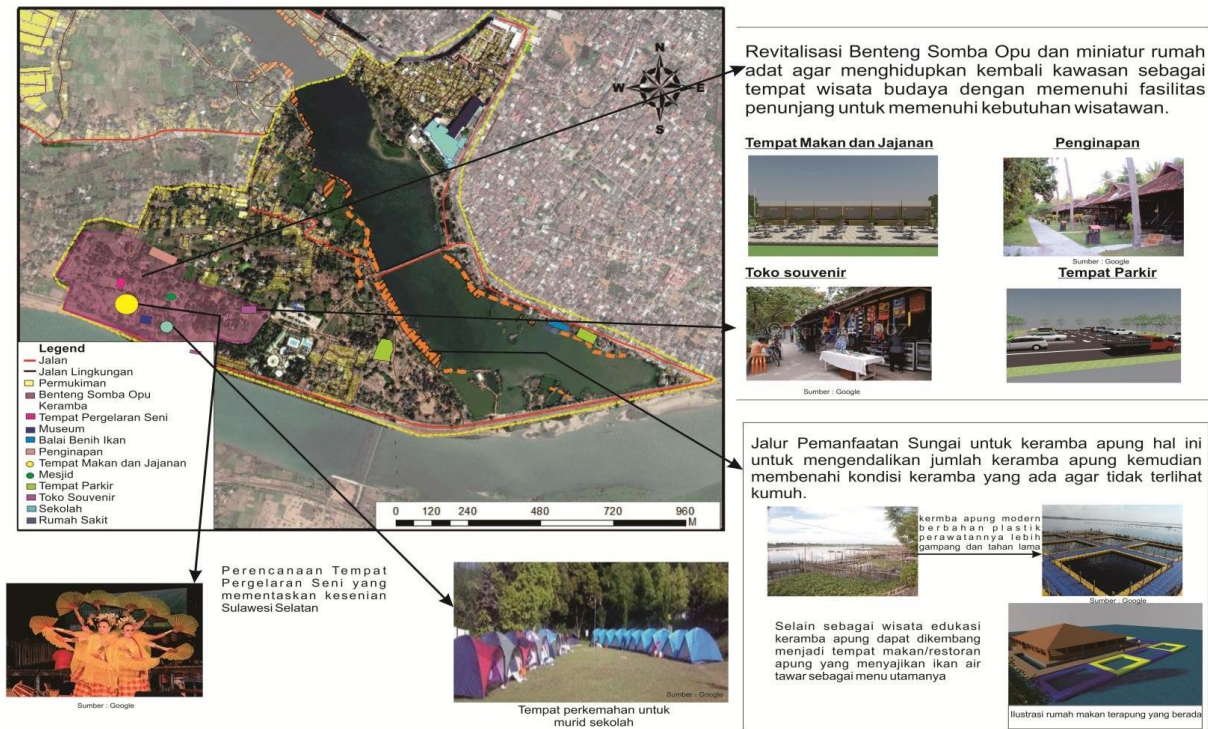 N
W
E
S
Legend
Jalan
Jalan Lingkungan
Permukiman
Benteng Somba Opu
Keramba
Tempat Pergelaran Seni
Museum
Balai Benih Ikan
Penginapan
Tempat Makan dan Jajanan
Mesjid
Tempat Parkir
Toko Souvenir
Sekolah
Rumah Sakit
0 120 240 480 720 960
M
Revitalisasi Benteng Somba Opu dan miniatur rumah
adat agar menghidupkan kembali kawasan sebagai
tempat wisata budaya dengan memenuhi fasilitas
penunjang untuk memenuhi kebutuhan wisatawan.
Tempat Makan dan Jajanan
Penginapan
Sumber : Google
Toko souvenir
Tempat Parkir
Sumber : Google
Jalur Pemanfaatan Sungai untuk keramba apung hal ini
untuk mengendalikan jumlah keramba apung kemudian
membenahi kondisi keramba yang ada agar tidak terlihat
kumuh.
kermba apung modern
berbahan plastik
perawatannya lebih
gampang dan tahan lama
Sumber : Google
Selain sebagai wisata edukasi
keramba apung dapat dikembang
menjadi tempat makan/restoran
apung yang menyajikan ikan air
tawar sebagai menu utamanya
Ilustrasi rumah makan terapung yang berada
Perencanaan Tempat
Pergelaran Seni yang
mementaskan kesenian
Sulawesi Selatan
Sumber : Google
Sumber : Google
Tempat perkemahan untuk
murid sekolah